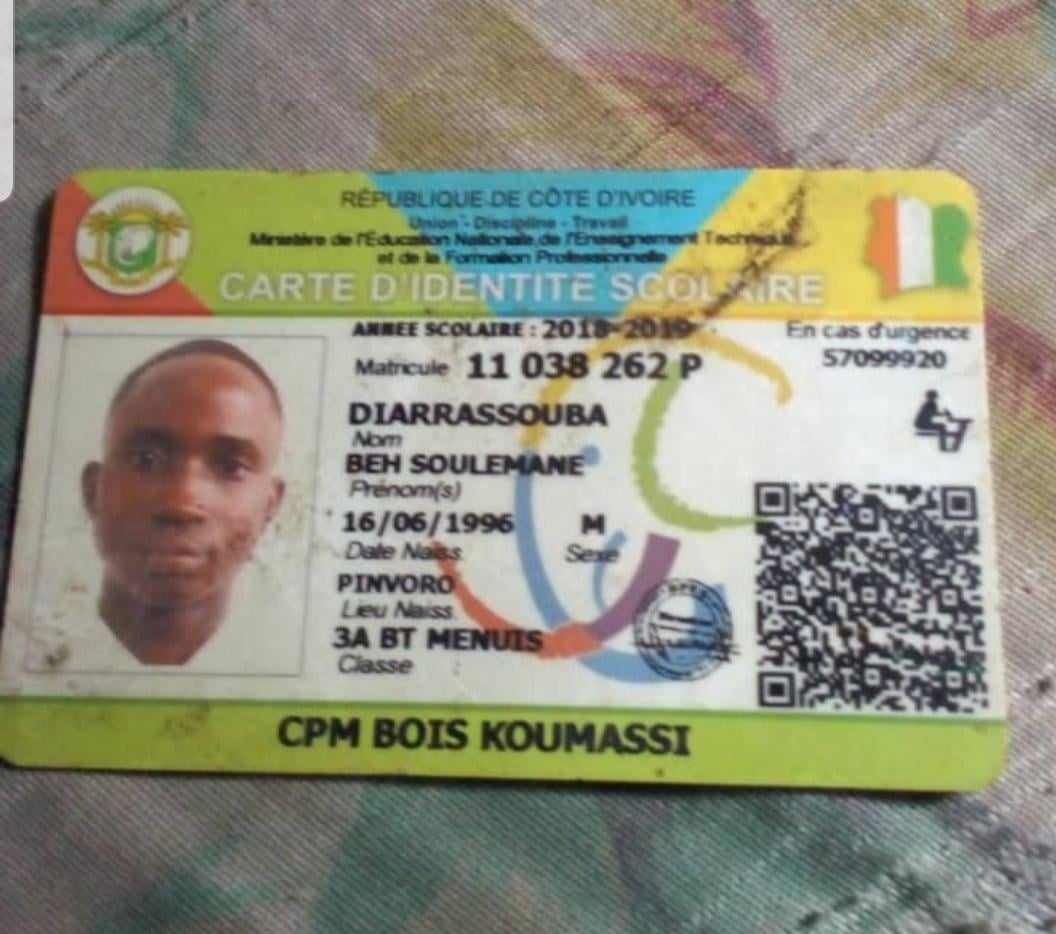 RÉPUBLIQUE DE CÔTE D'IVOIRE
Union - Discipline - Travail
Ministère de l'Éducation Nationale, de l'Enseignement Technique
et de la Formation Professionnelle
CARTE D'IDENTITE SCOLAIRE
ANNEE SCOLAIRE : 2018-2019
En cas d'urgence
57099920
Matricule 11 038 262 P
DIARRASSOUBA
Nom
BEH SOULEMANE
Prénom(s)
16/06/1996 M
Date Naiss. Sexe
PINVORO
Lieu Naiss.
3A BT MENUIS
Classe
CPM BOIS KOUMASSI